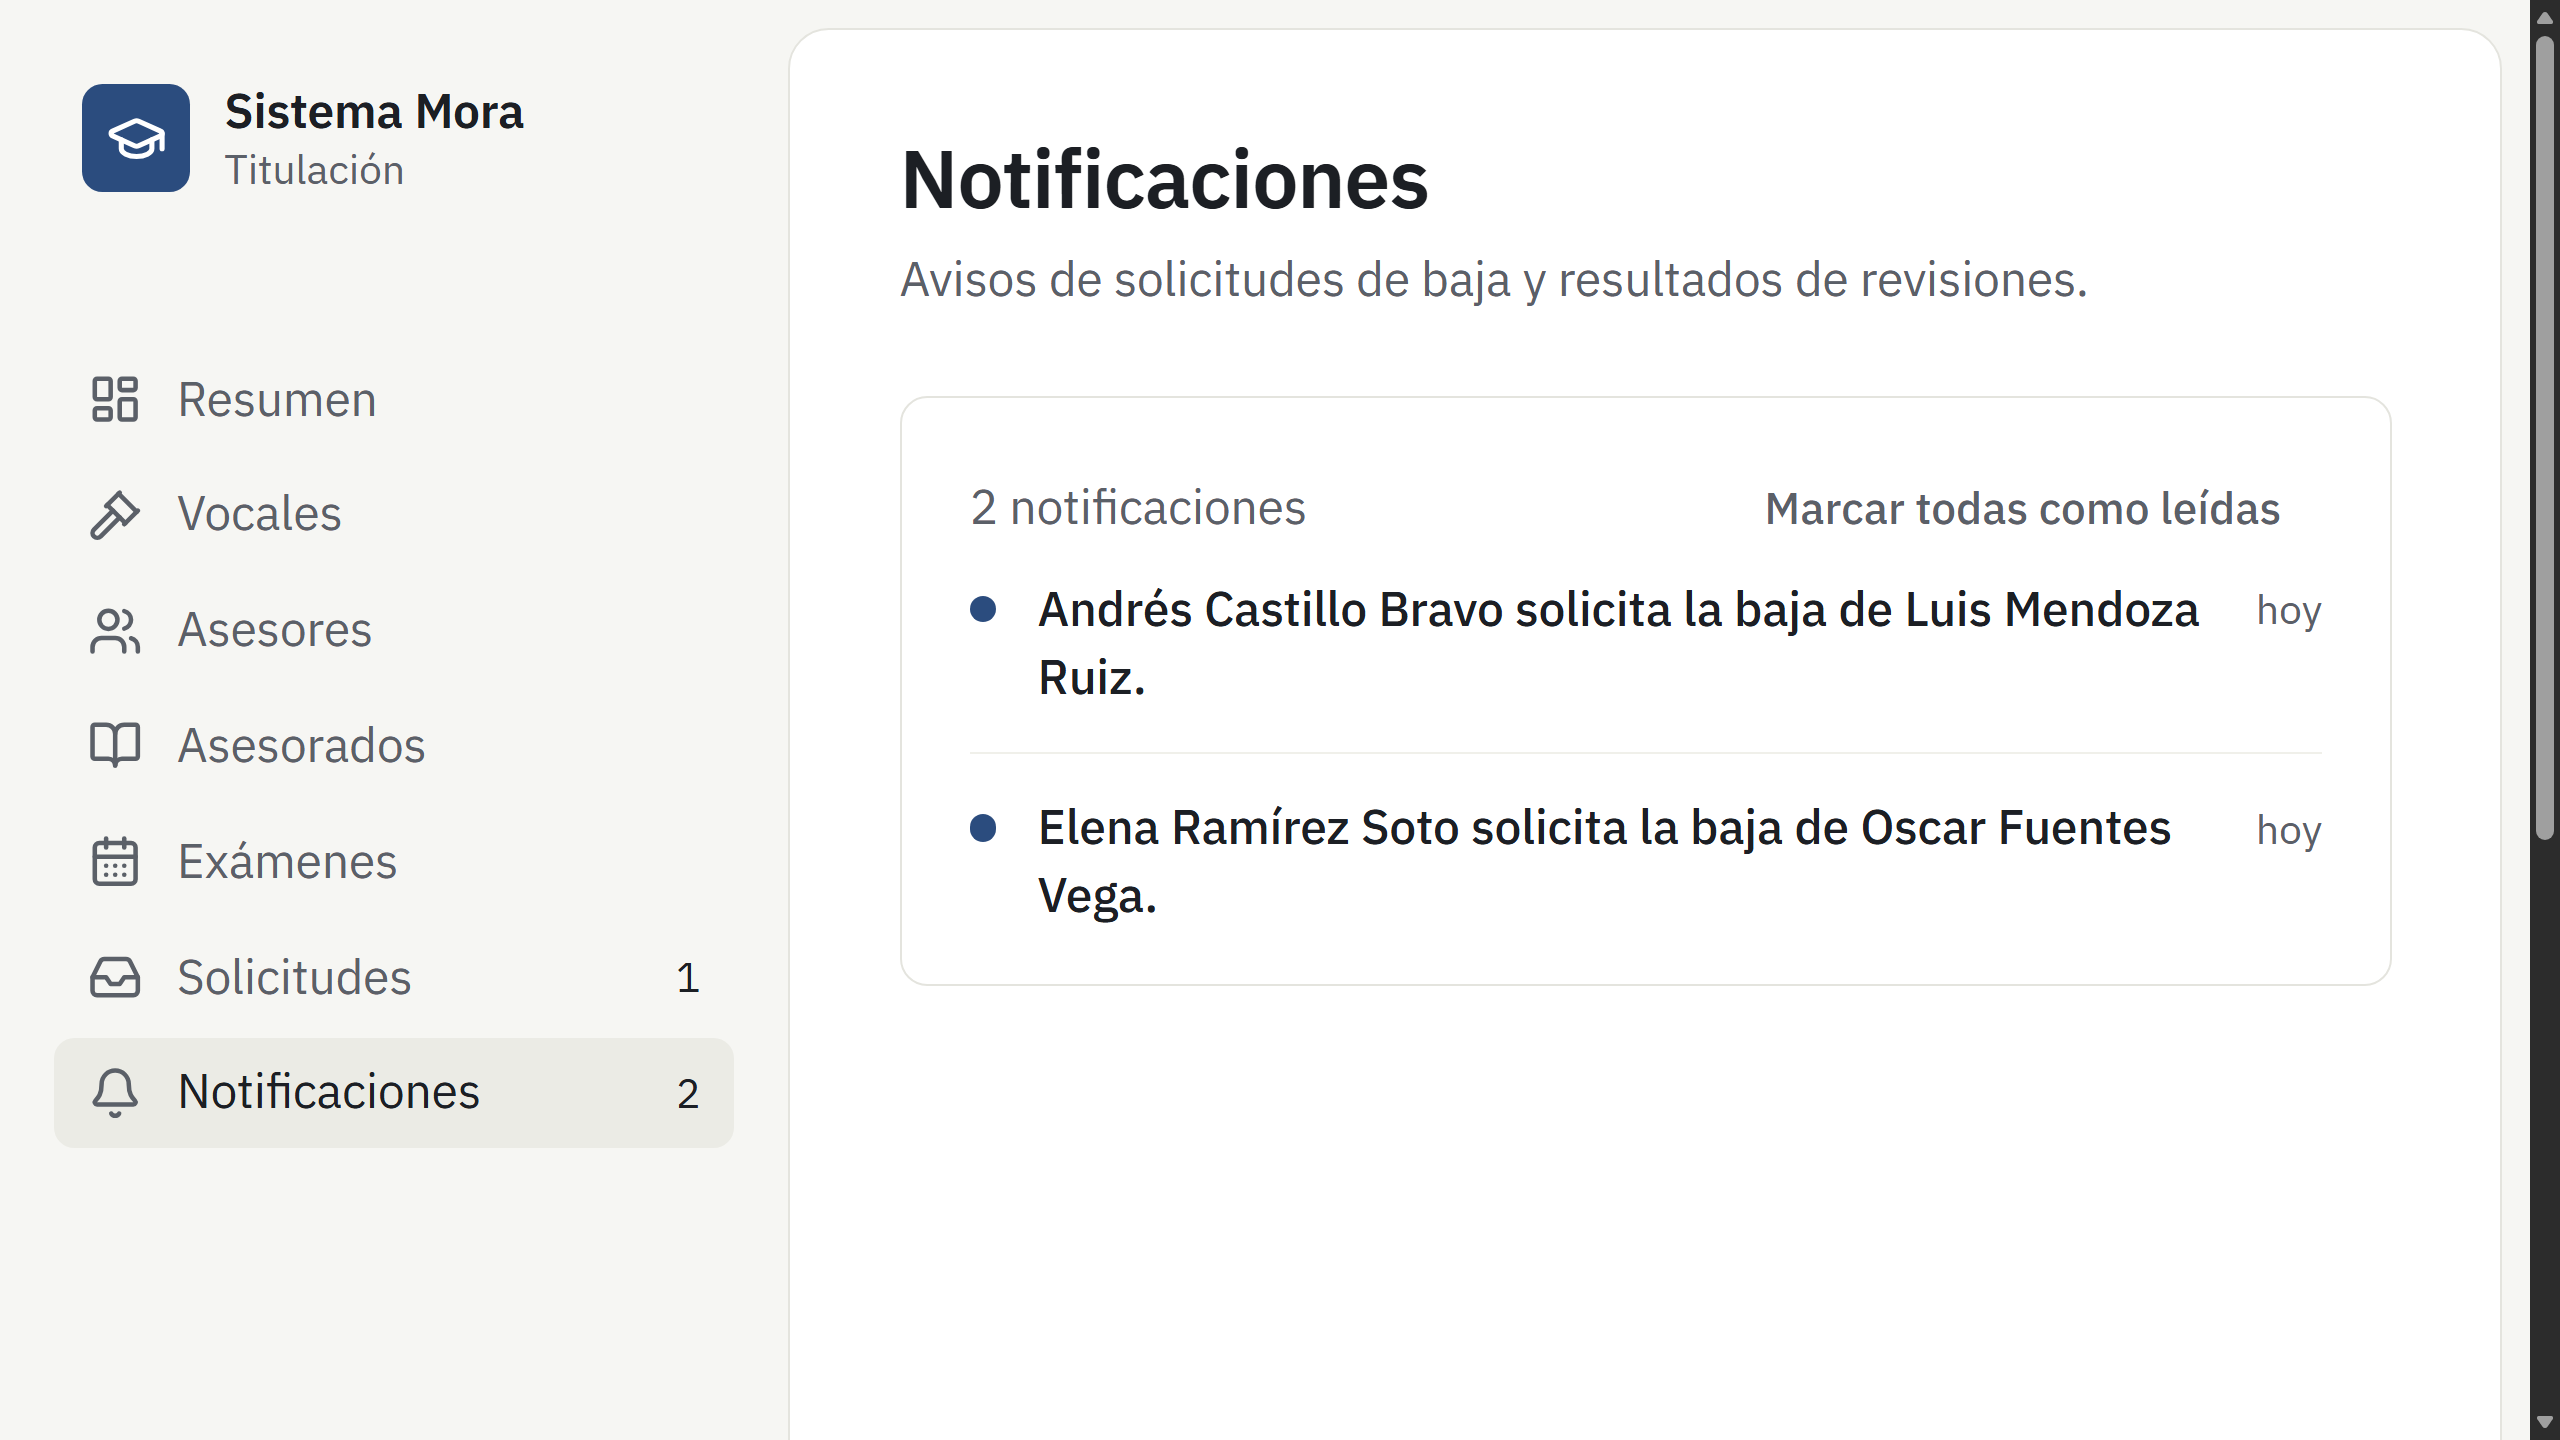 Sistema Mora
Titulación
Resumen
Vocales
Asesores
Asesorados
Exámenes
Solicitudes 1
Notificaciones 2
Notificaciones
Avisos de solicitudes de baja y resultados de revisiones.
2 notificaciones Marcar todas como leídas
Andrés Castillo Bravo solicita la baja de Luis Mendoza hoy
Ruiz.
Elena Ramírez Soto solicita la baja de Oscar Fuentes hoy
Vega.